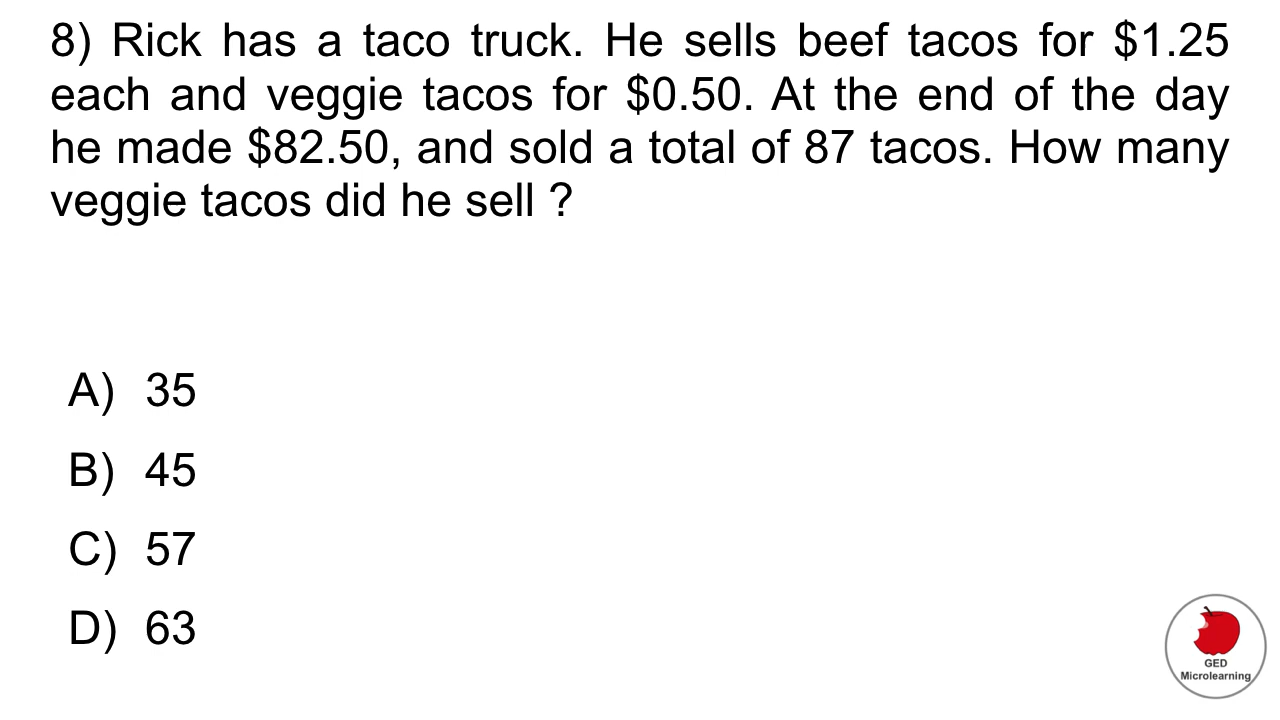 8) Rick has a taco truck. He sells beef tacos for $1.25
each and veggie tacos for $0.50. At the end of the day
he made $82.50, and sold a total of 87 tacos. How many
veggie tacos did he sell ?
A) 35
B) 45
C) 57
D) 63
GED
Microlearning